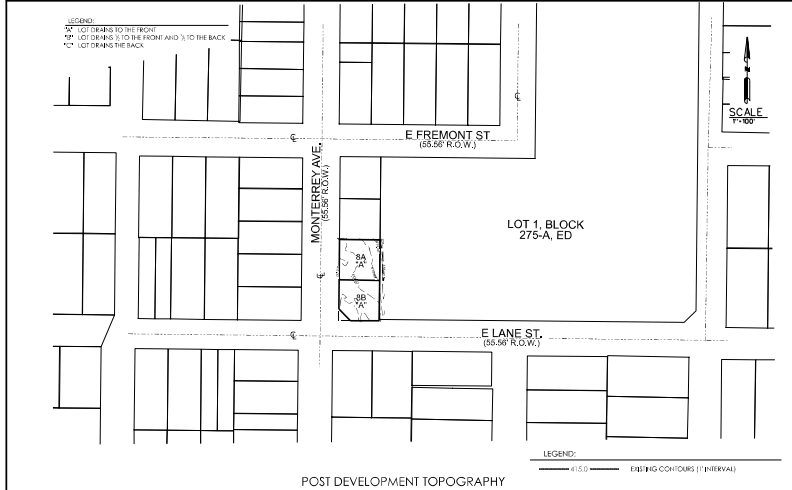 LEGEND:
"A" LOT DRAINS TO THE FRONT
"B" LOT DRAINS ½ TO THE FRONT AND ½ TO THE BACK
"C" LOT DRAINS THE BACK
N
SCALE
1"=100'
E FREMONT ST
(55.56' R.O.W.)
MONTERREY AVE.
(55.56' R.O.W.)
LOT 1, BLOCK
275-A, ED
8A
"A"
8B
"A"
E LANE ST.
(55.56' R.O.W.)
LEGEND:
415.0 EXISTING CONTOURS (1' INTERVAL)
POST DEVELOPMENT TOPOGRAPHY